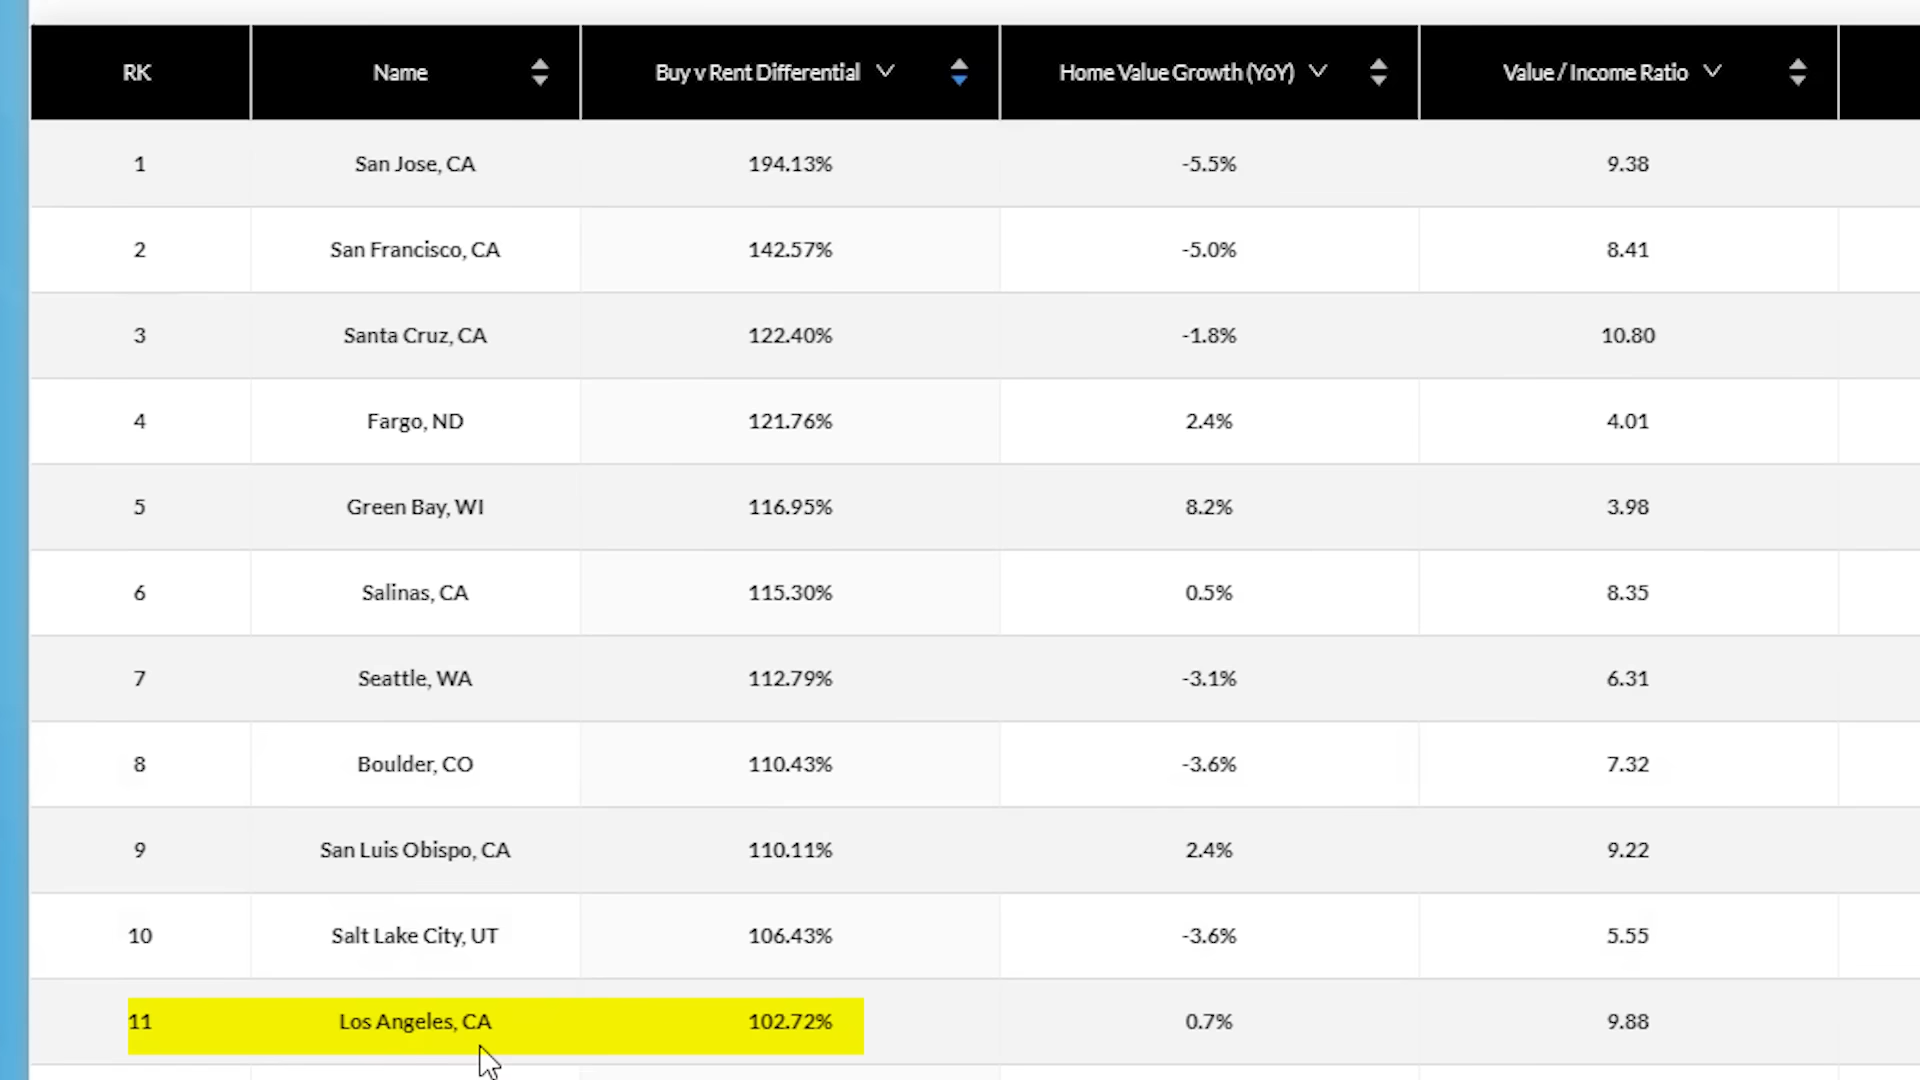 RK Name Buy v Rent Differential Home Value Growth (YoY) Value / Income Ratio
1 San Jose, CA 194.13% -5.5% 9.38
2 San Francisco, CA 142.57% -5.0% 8.41
3 Santa Cruz, CA 122.40% -1.8% 10.80
4 Fargo, ND 121.76% 2.4% 4.01
5 Green Bay, WI 116.95% 8.2% 3.98
6 Salinas, CA 115.30% 0.5% 8.35
7 Seattle, WA 112.79% -3.1% 6.31
8 Boulder, CO 110.43% -3.6% 7.32
9 San Luis Obispo, CA 110.11% 2.4% 9.22
10 Salt Lake City, UT 106.43% -3.6% 5.55
11 Los Angeles, CA 102.72% 0.7% 9.88